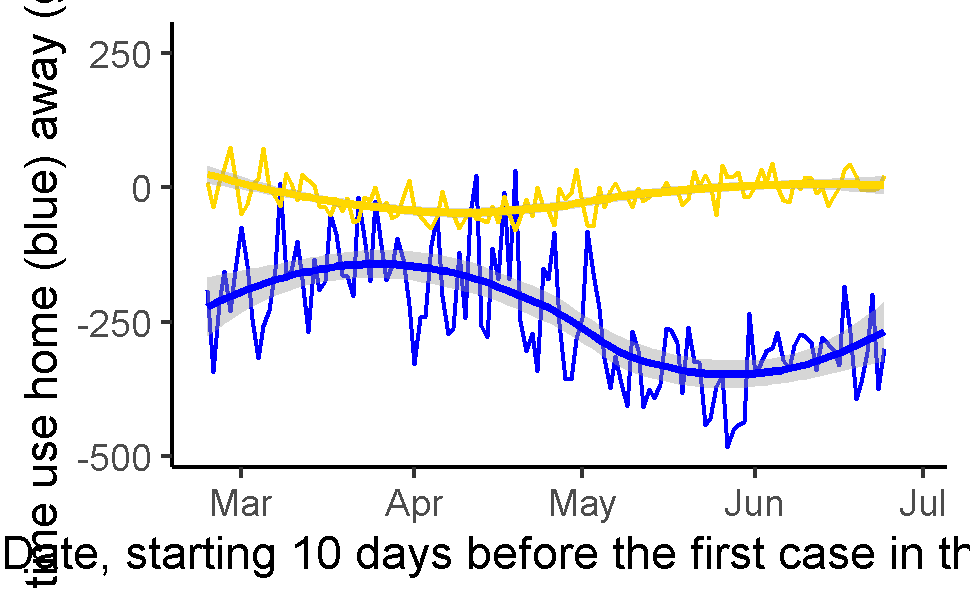 time use home (blue) away (
250
0
-250
-500
Mar
Apr
May
Jun
Jul
Date, starting 10 days before the first case in th